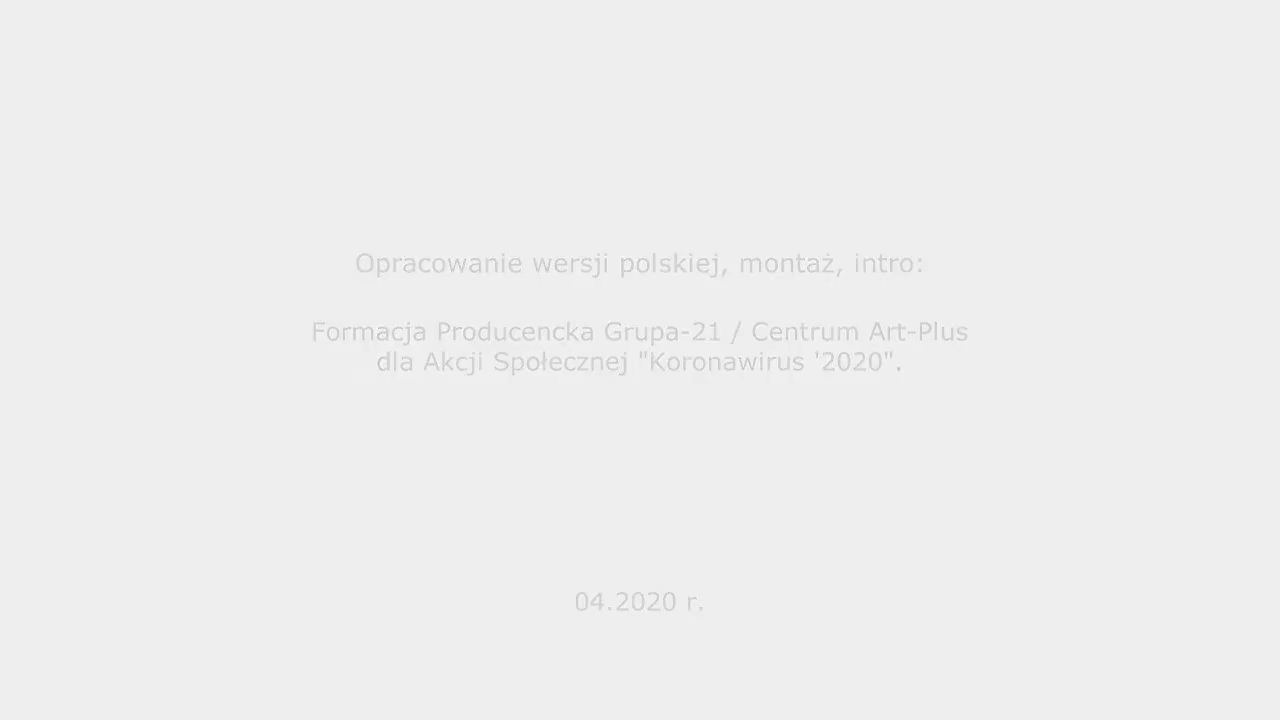 Opracowanie wersji polskiej, montaż, intro:
Formacja Producencka Grupa-21 / Centrum Art-Plus
dla Akcji Społecznej "Koronawirus '2020".
04.2020 r.